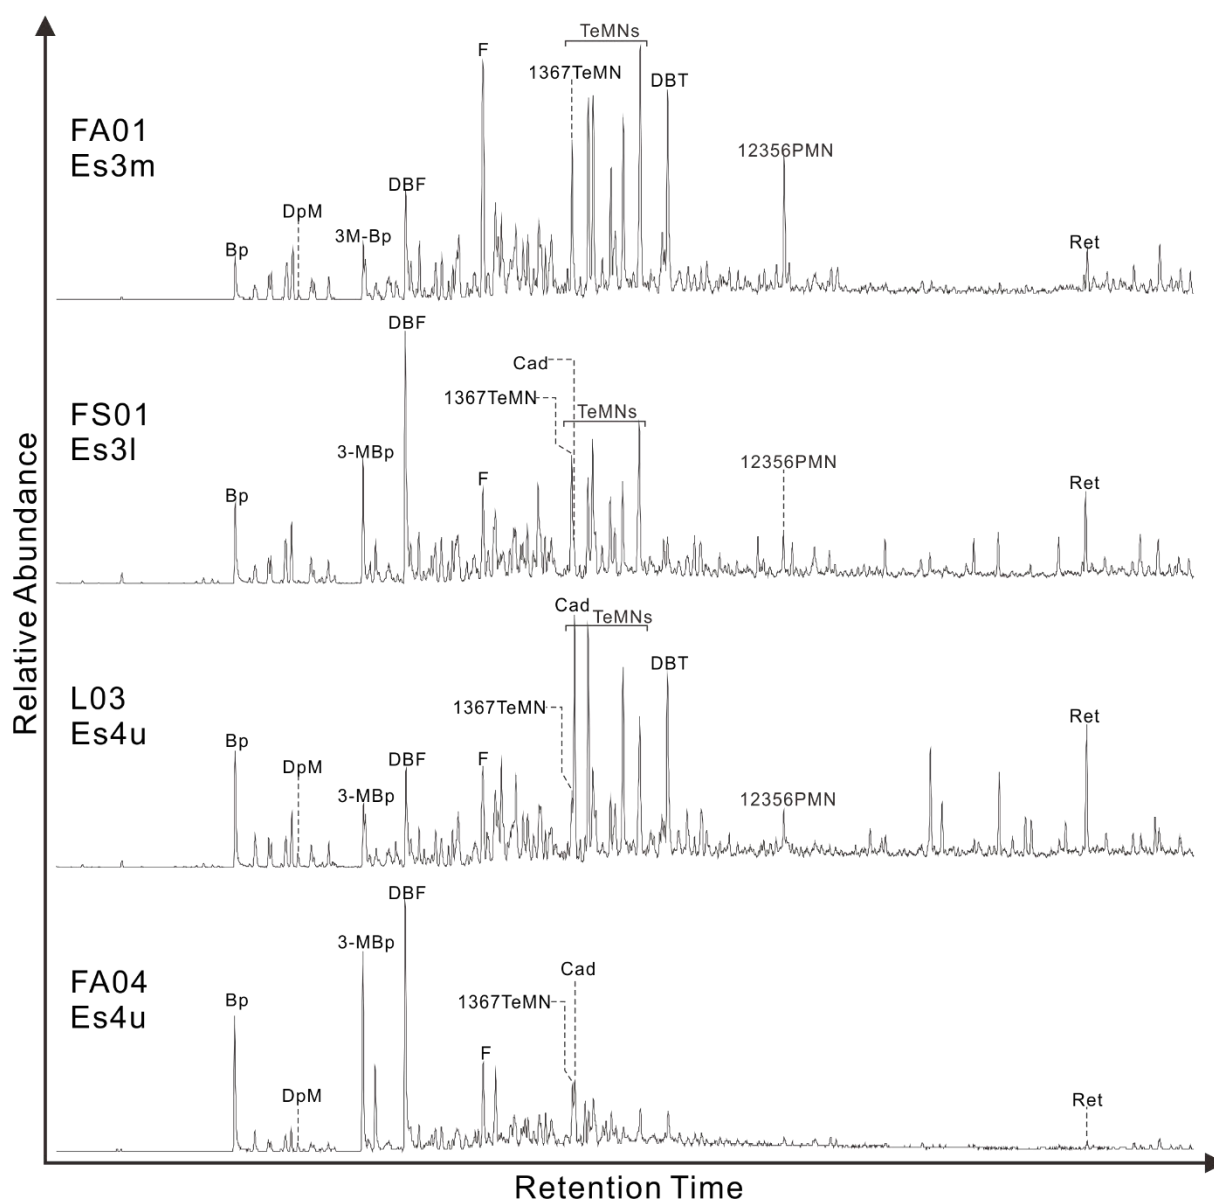 TeMNs
F
1367TeMN
DBT
FA01
Es3m
12356PMN
DBF
DpM
3M-Bp
Bp
Ret
DBF
Cad
1367TeMN
TeMNs
FS01
Es3l
3-MBp
12356PMN
F
Bp
Ret
Cad
TeMNs
DBT
L03
Es4u
1367TeMN
Ret
Bp
DBF
F
DpM
3-MBp
12356PMN
DBF
3-MBp
FA04
Es4u
Cad
Bp
1367TeMN
F
DpM
Ret
Relative Abundance
Retention Time